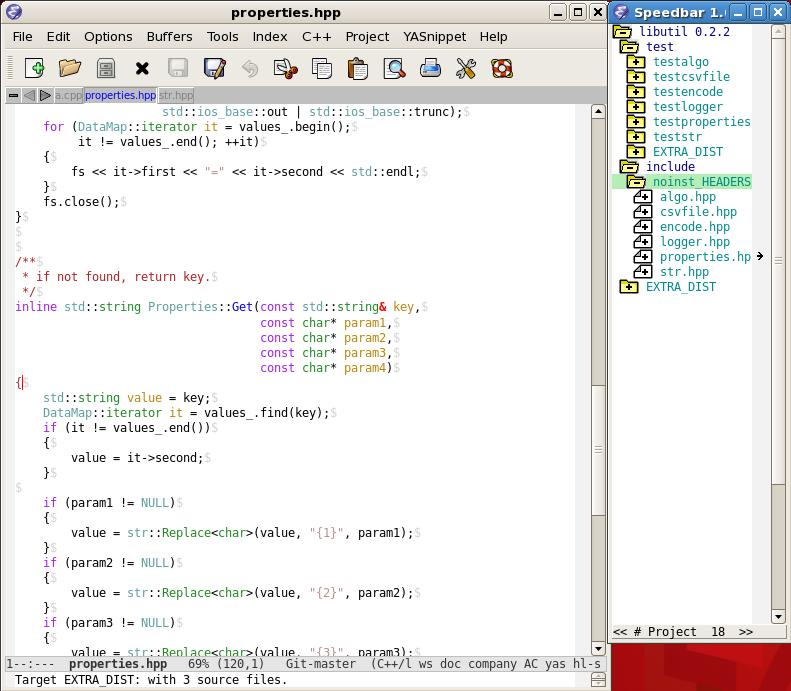 properties.hpp
File Edit Options Buffers Tools Index C++ Project YASnippet Help
a.cpp properties.hpp str.hpp
                     std::ios_base::out | std::ios_base::trunc);$
    for (DataMap::iterator it = values_.begin();$
         it != values_.end(); ++it)$
    {$
        fs << it->first << "=" << it->second << std::endl;$
    }$
    fs.close();$
}$
$
$
/**$
 * if not found, return key.$
 */$
inline std::string Properties::Get(const std::string& key,$
                                   const char* param1,$
                                   const char* param2,$
                                   const char* param3,$
                                   const char* param4)$
{$
    std::string value = key;$
    DataMap::iterator it = values_.find(key);$
    if (it != values_.end())$
    {$
        value = it->second;$
    }$
$
    if (param1 != NULL)$
    {$
        value = str::Replace<char>(value, "{1}", param1);$
    }$
    if (param2 != NULL)$
    {$
        value = str::Replace<char>(value, "{2}", param2);$
    }$
    if (param3 != NULL)$
    {$
        value = str::Replace<char>(value, "{3}", param3);$
1--:--- properties.hpp 69% (120,1) Git-master (C++/l ws doc company AC yas hl-s
Target EXTRA_DIST: with 3 source files.
Speedbar 1.
libutil 0.2.2
test
testalgo
testcsvfile
testencode
testlogger
testproperties
teststr
EXTRA_DIST
include
noinst_HEADERS
algo.hpp
csvfile.hpp
encode.hpp
logger.hpp
properties.hp
str.hpp
EXTRA_DIST
<< # Project 18 >>